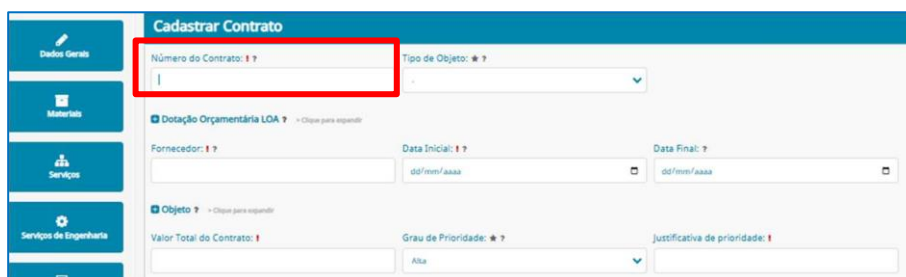 Cadastrar Contrato
Dados Gerais
Número do Contrato: ! ?
Tipo de Objeto: ★ ?
Materiais
Dotação Orçamentária LOA ? » Clique para expandir
Serviços
Fornecedor: ! ?
Data Inicial: ! ?
Data Final: ?
dd/mm/aaaa
dd/mm/aaaa
Serviços de Engenharia
Objeto ? » Clique para expandir
Valor Total do Contrato: !
Grau de Prioridade: ★ ?
Justificativa de prioridade: !
Alta